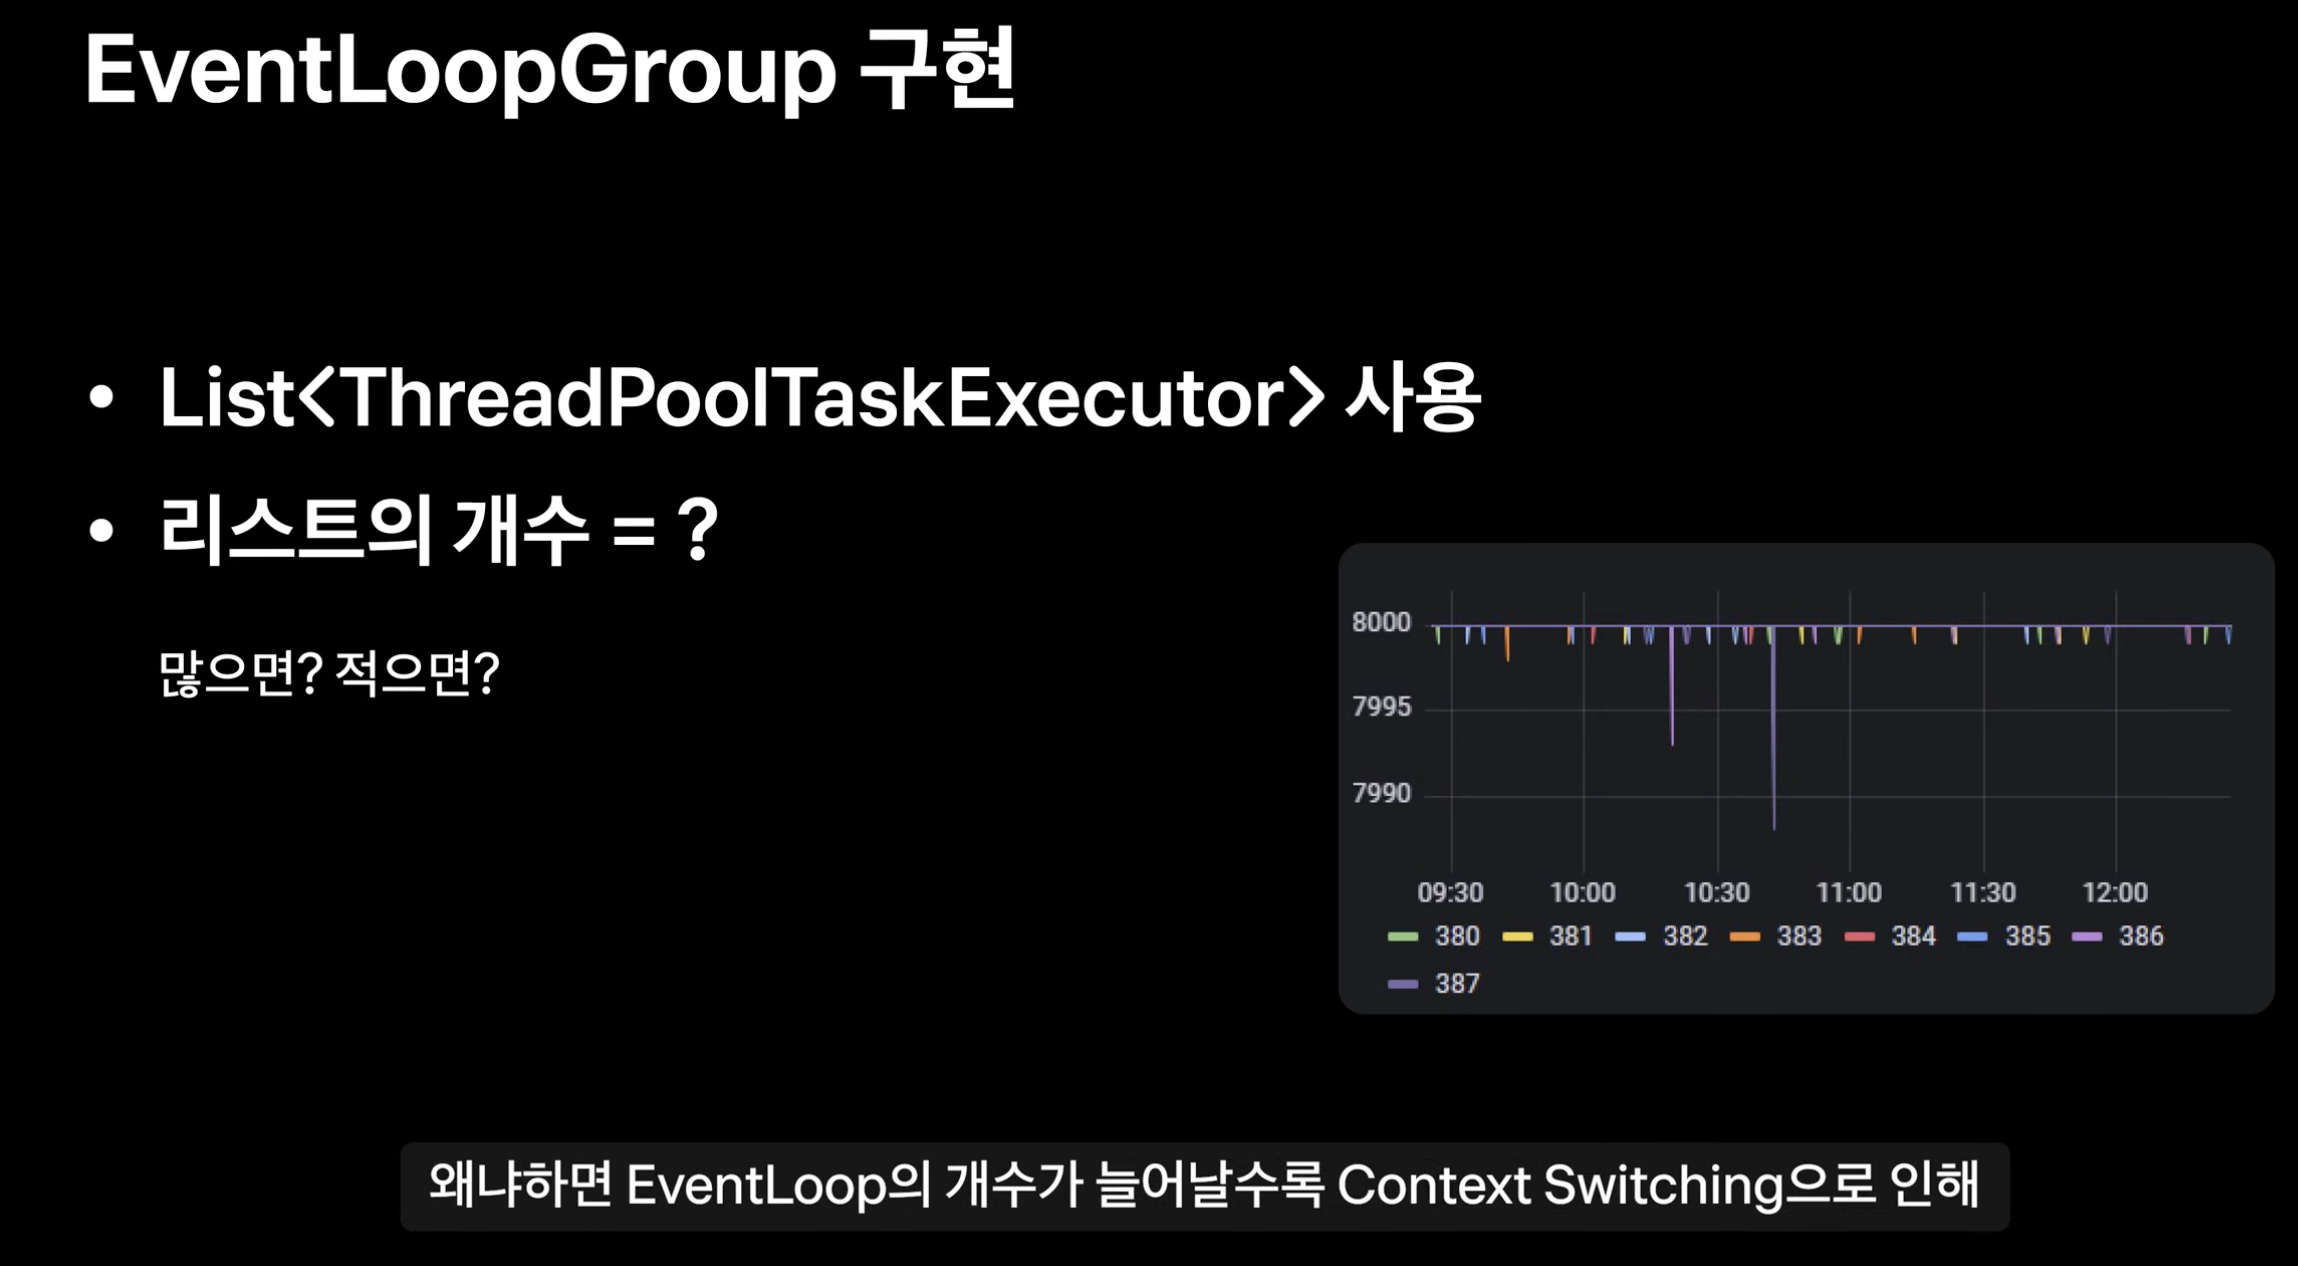 EventLoopGroup 구현
• List<ThreadPoolTaskExecutor> 사용
• 리스트의 개수 = ?
많으면? 적으면?
8000
7995
7990
09:30 10:00 10:30 11:00 11:30 12:00
380 381 382 383 384 385 386
387
왜냐하면 EventLoop의 개수가 늘어날수록 Context Switching으로 인해